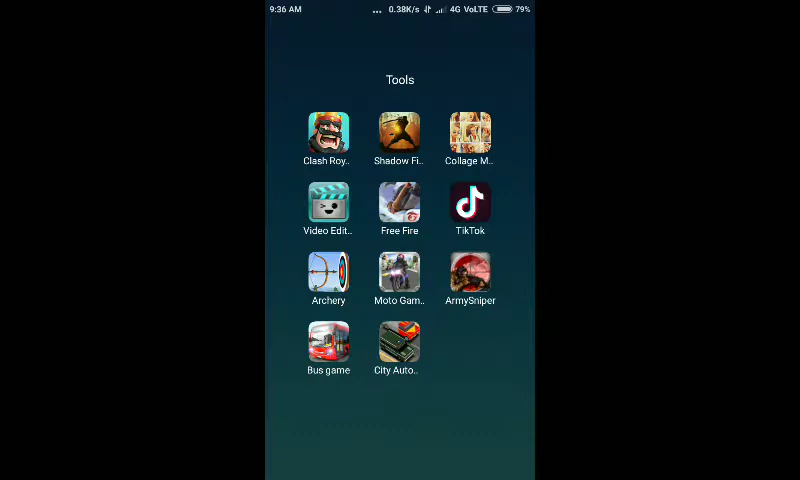 9:36 AM ... 0.38K/s 4G VoLTE 79%
Tools
Clash Roy.. Shadow Fi.. Collage M..
Video Edit.. Free Fire TikTok
Archery Moto Gam.. ArmySniper
Bus game City Auto..